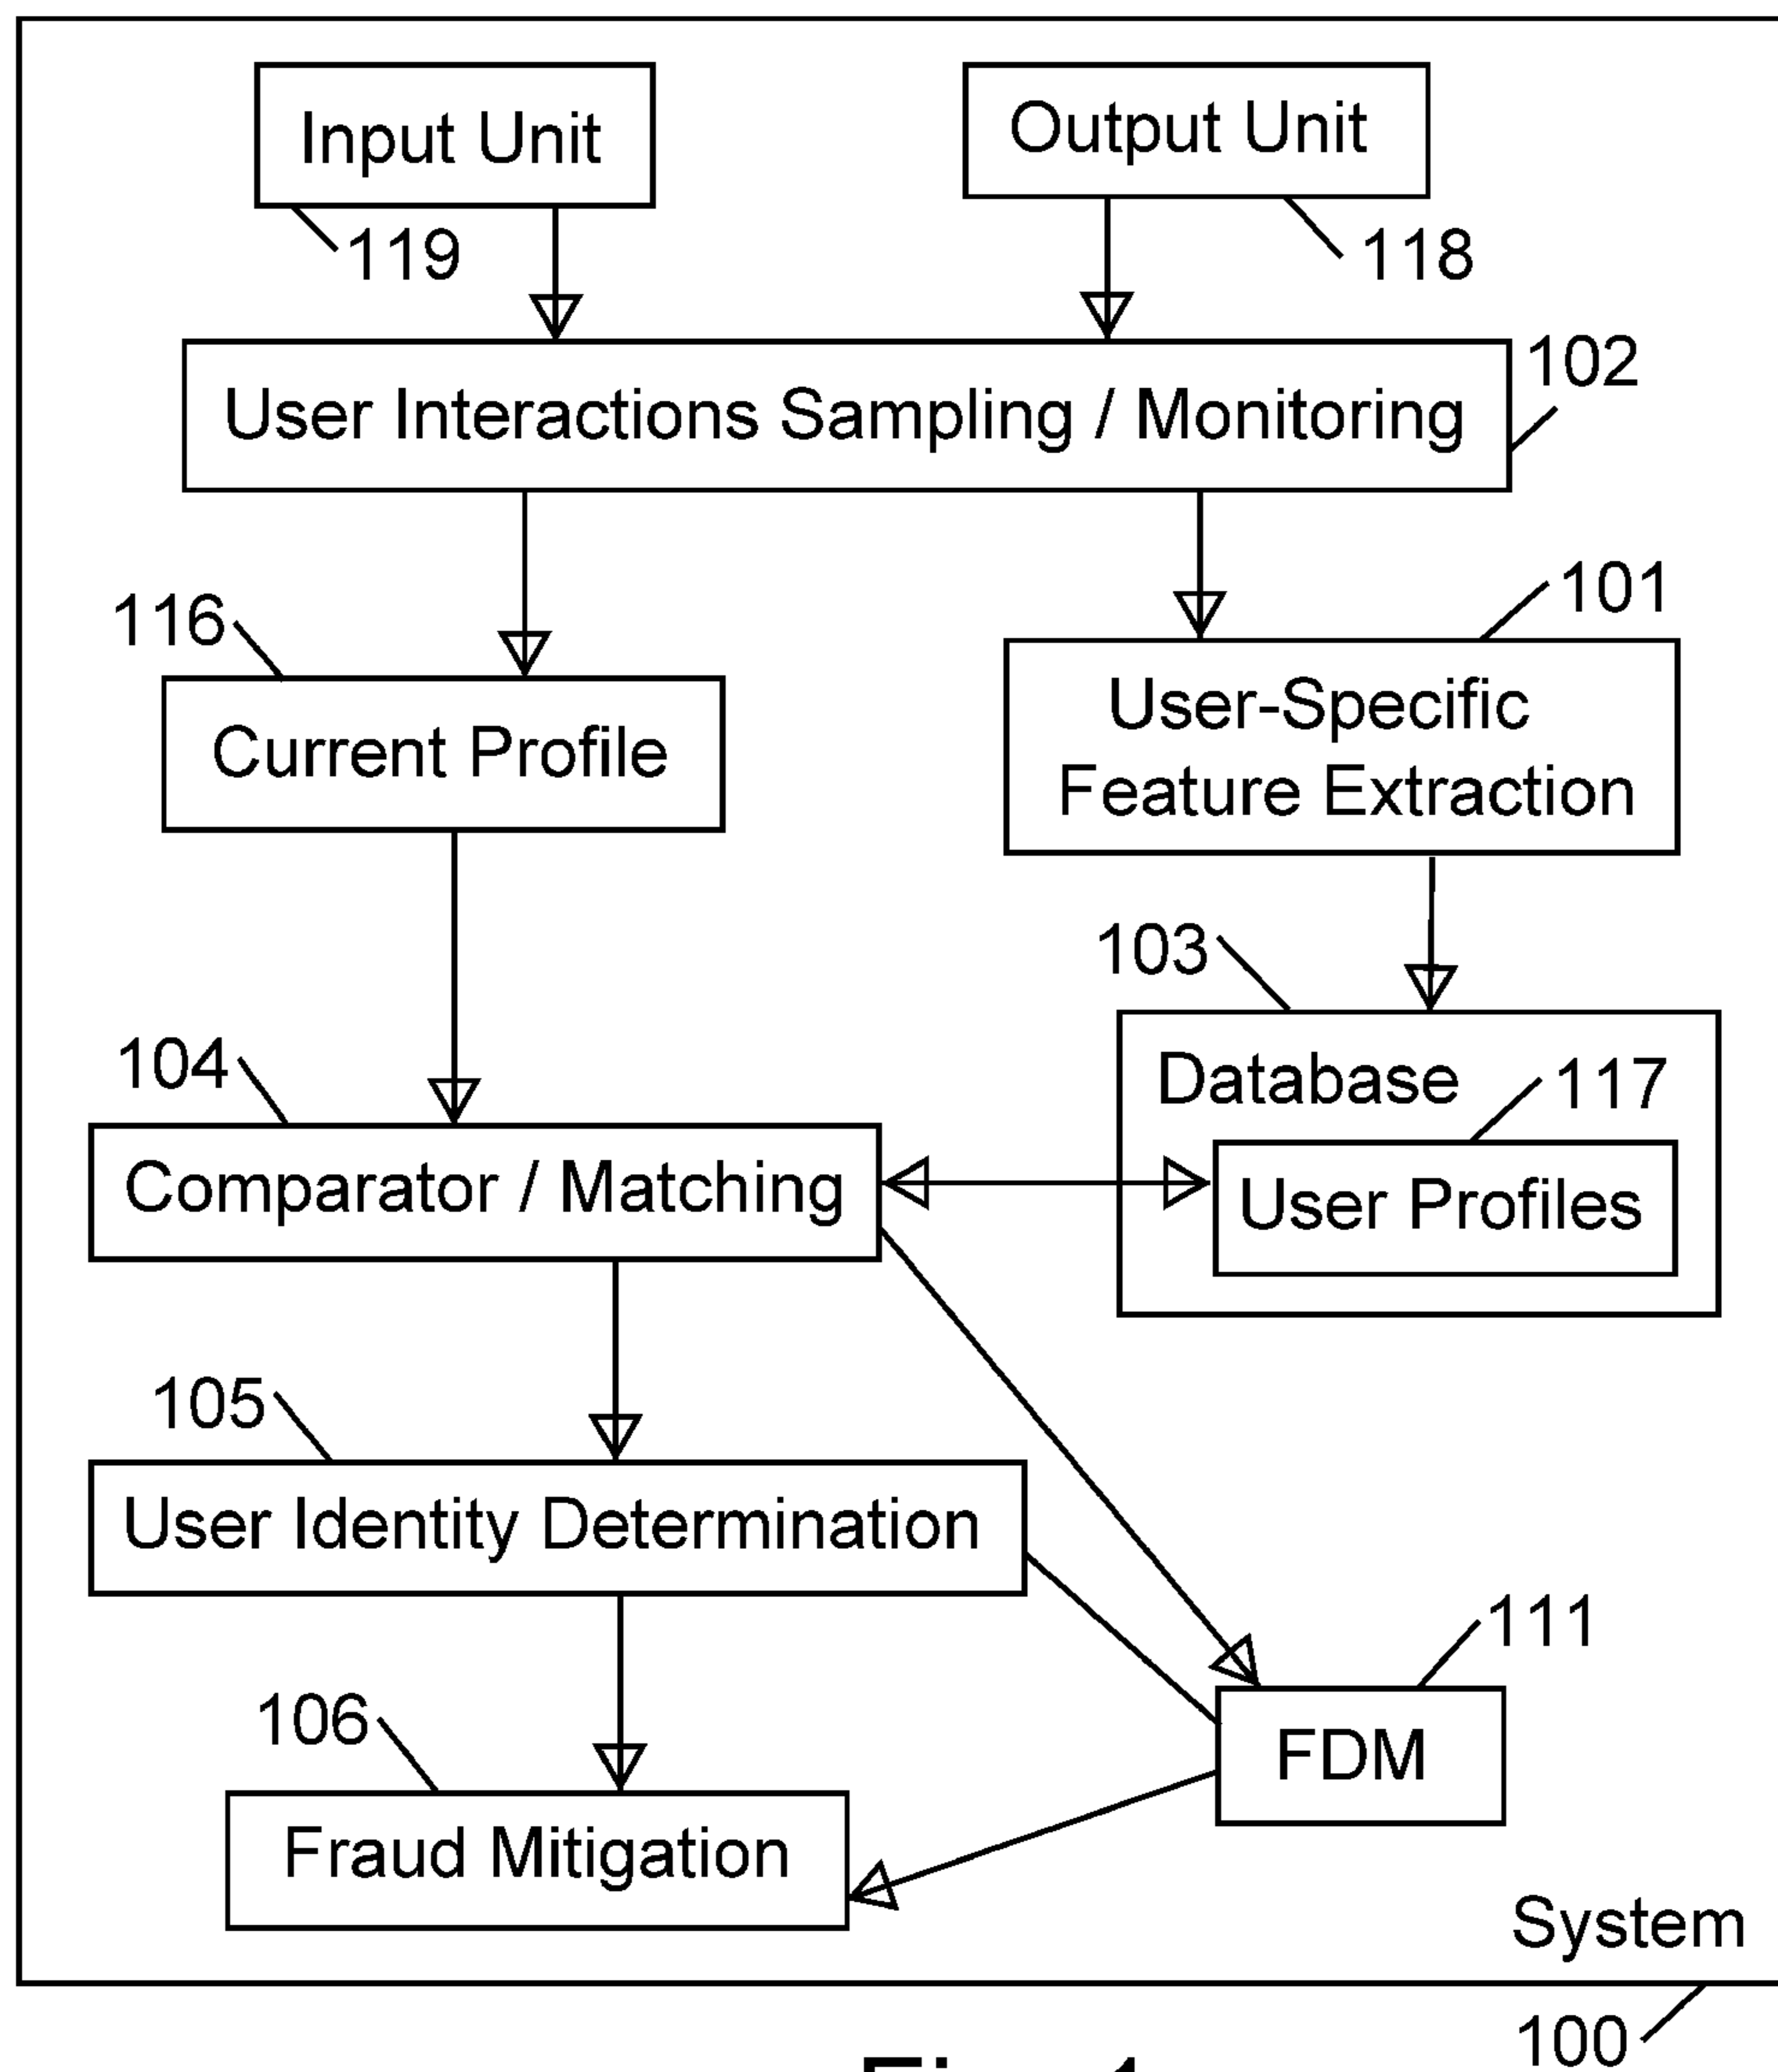 Input Unit
Output Unit
119
118
102
User Interactions Sampling / Monitoring
101
116
User-Specific
Feature Extraction
Current Profile
103
104
Database
117
Comparator / Matching
User Profiles
105
User Identity Determination
111
106
FDM
Fraud Mitigation
System
100